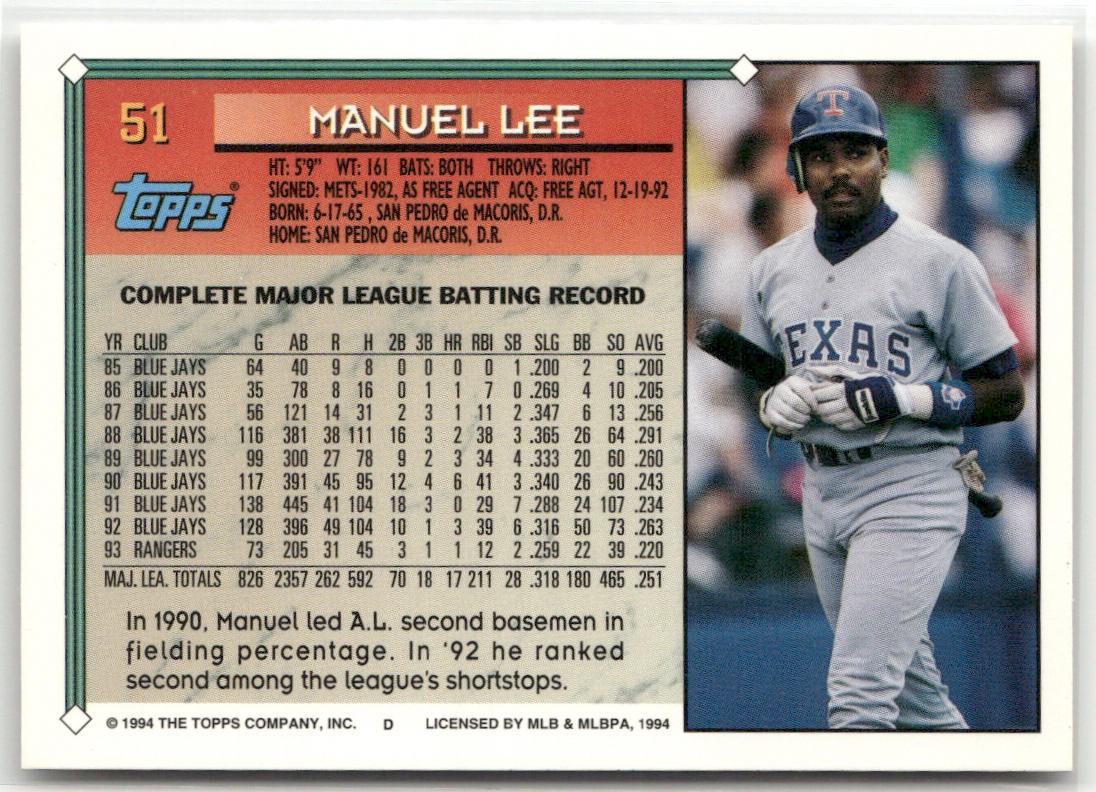 51
MANUEL LEE
Topps®
HT: 5'9" WT: 161 BATS: BOTH THROWS: RIGHT
SIGNED: METS-1982, AS FREE AGENT ACQ: FREE AGT, 12-19-92
BORN: 6-17-65 , SAN PEDRO de MACORIS, D.R.
HOME: SAN PEDRO de MACORIS, D.R.
COMPLETE MAJOR LEAGUE BATTING RECORD
YR CLUB G AB R H 2B 3B HR RBI SB SLG BB SO AVG
85 BLUE JAYS 64 40 9 8 0 0 0 0 1 .200 2 9 .200
86 BLUE JAYS 35 78 8 16 0 1 1 7 0 .269 4 10 .205
87 BLUE JAYS 56 121 14 31 2 3 1 11 2 .347 6 13 .256
88 BLUE JAYS 116 381 38 111 16 3 2 38 3 .365 26 64 .291
89 BLUE JAYS 99 300 27 78 9 2 3 34 4 .333 20 60 .260
90 BLUE JAYS 117 391 45 95 12 4 6 41 3 .340 26 90 .243
91 BLUE JAYS 138 445 41 104 18 3 0 29 7 .288 24 107 .234
92 BLUE JAYS 128 396 49 104 10 1 3 39 6 .316 50 73 .263
93 RANGERS 73 205 31 45 3 1 1 12 2 .259 22 39 .220
MAJ. LEA. TOTALS 826 2357 262 592 70 18 17 211 28 .318 180 465 .251
In 1990, Manuel led A.L. second basemen in
fielding percentage. In '92 he ranked
second among the league's shortstops.
© 1994 THE TOPPS COMPANY, INC. D LICENSED BY MLB & MLBPA, 1994
T
TEXAS